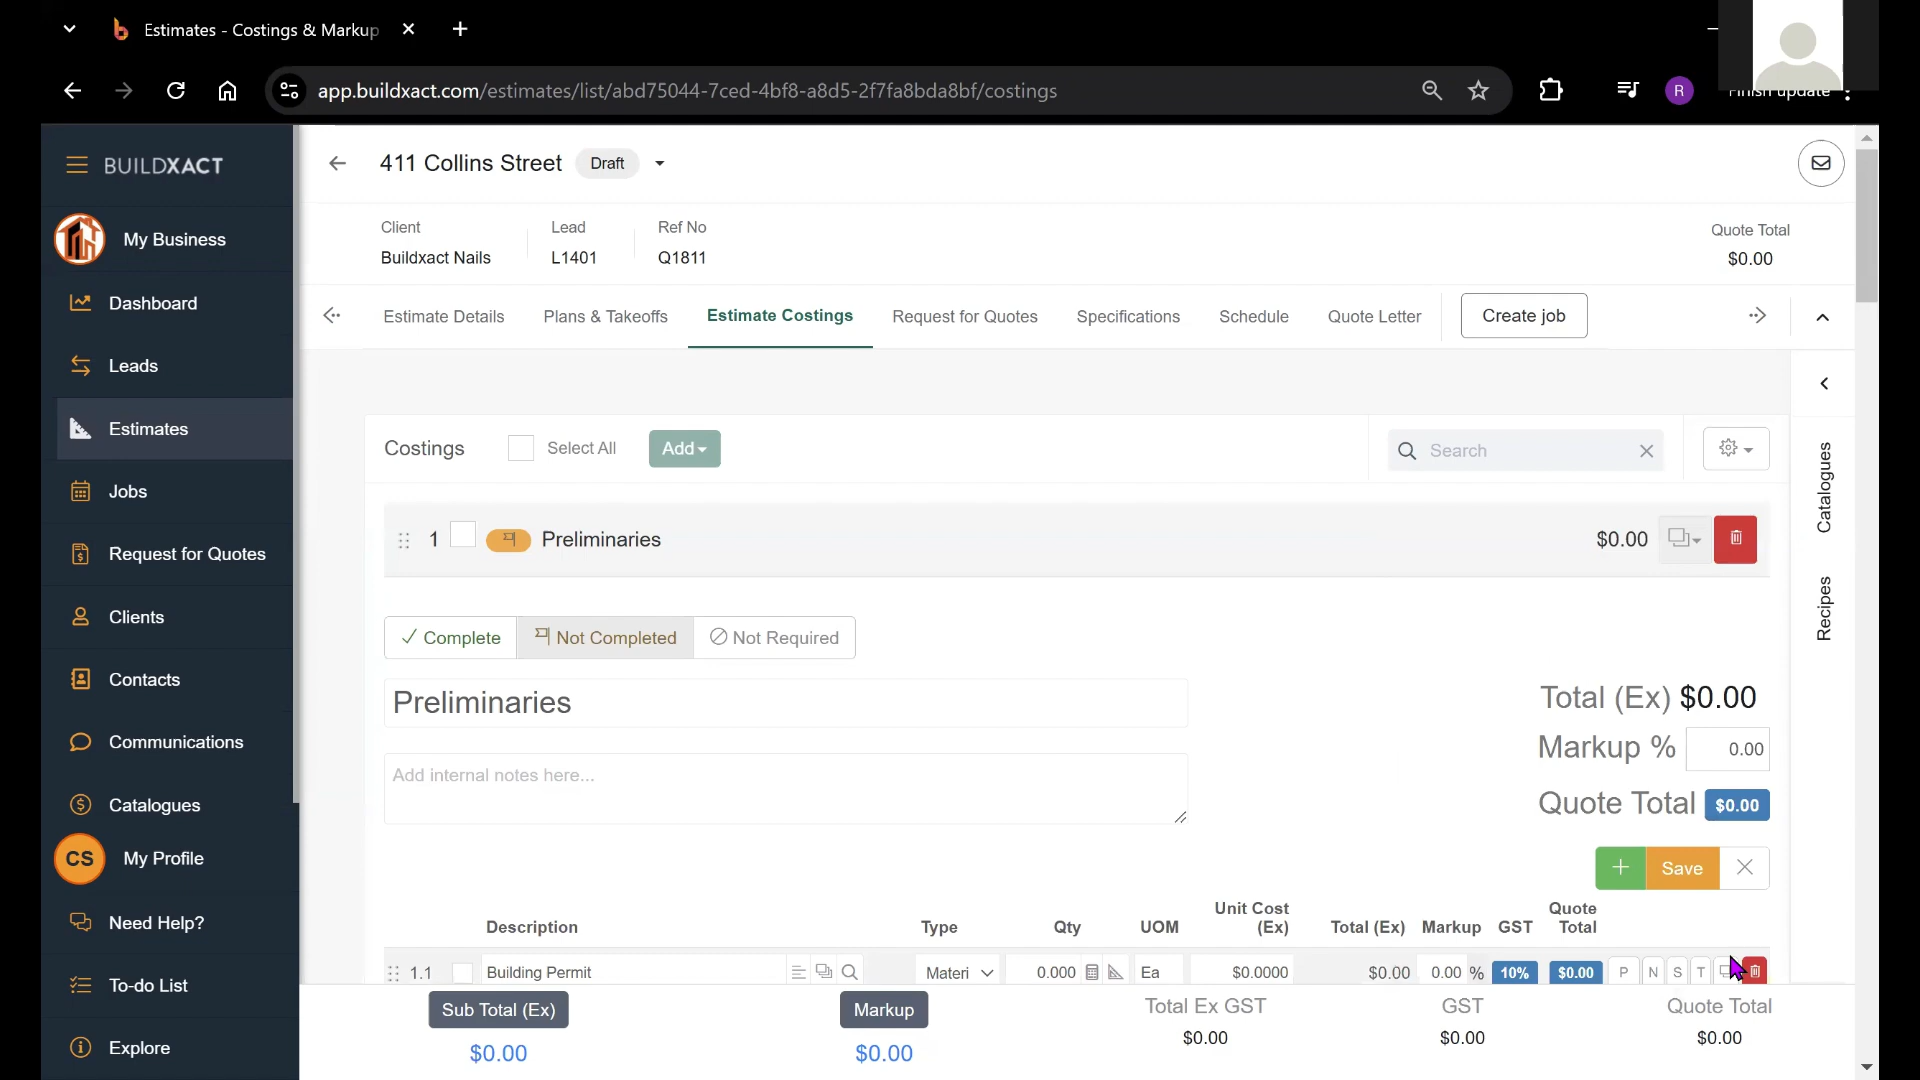 Estimates - Costings & Markup
app.buildxact.com/estimates/list/abd75044-7ced-4bf8-a8d5-2f7fa8bda8bf/costings
R
Finish update
BUILDXACT
My Business
Dashboard
Leads
Estimates
Jobs
Request for Quotes
Clients
Contacts
Communications
Catalogues
CS
My Profile
Need Help?
To-do List
Explore
411 Collins Street
Draft
Client
Lead
Ref No
Buildxact Nails
L1401
Q1811
Quote Total
$0.00
Estimate Details
Plans & Takeoffs
Estimate Costings
Request for Quotes
Specifications
Schedule
Quote Letter
Create job
Costings
Select All
Add
Search
Catalogues
Recipes
1
Preliminaries
$0.00
Complete
Not Completed
Not Required
Preliminaries
Add internal notes here...
Total (Ex) $0.00
Markup % 0.00
Quote Total $0.00
+
Save
Description
Type
Qty
UOM
Unit Cost
(Ex)
Total (Ex)
Markup
GST
Quote
Total
1.1
Building Permit
Materi
0.000
Ea
$0.0000
$0.00
0.00 %
10%
$0.00
P
N
S
T
Sub Total (Ex)
$0.00
Markup
$0.00
Total Ex GST
$0.00
GST
$0.00
Quote Total
$0.00